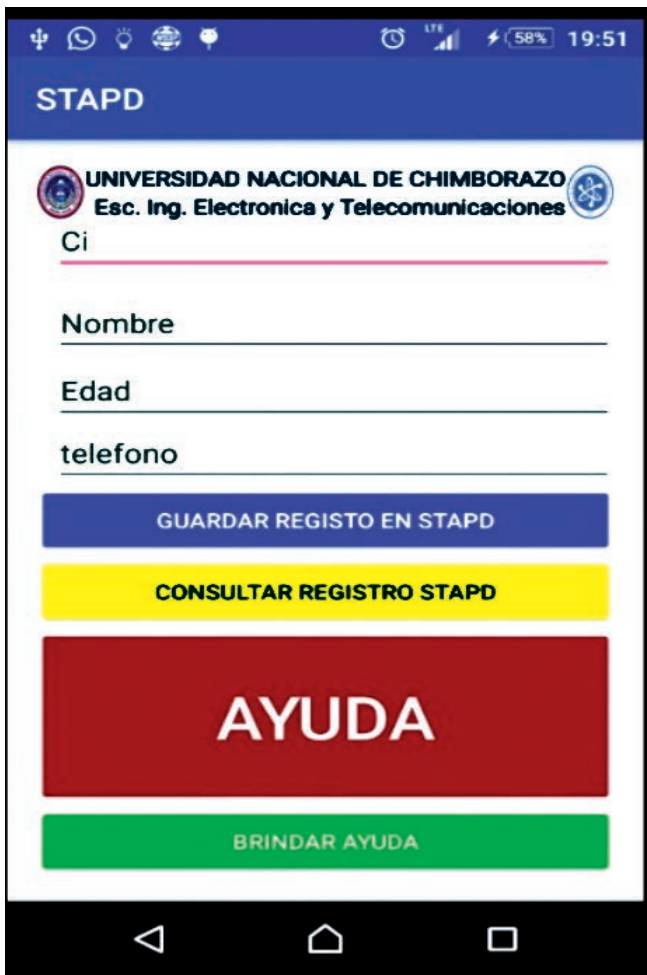 LTE 58% 19:51
STAPD
UNIVERSIDAD NACIONAL DE CHIMBORAZO
Esc. Ing. Electronica y Telecomunicaciones
Ci
Nombre
Edad
telefono
GUARDAR REGISTO EN STAPD
CONSULTAR REGISTRO STAPD
AYUDA
BRINDAR AYUDA